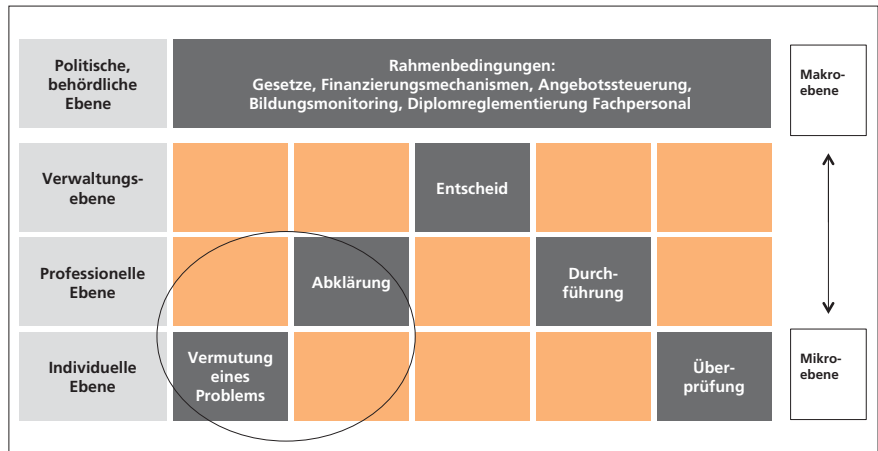 Politische,
behördliche
Ebene
Rahmenbedingungen:
Gesetze, Finanzierungsmechanismen, Angebotssteuerung,
Bildungsmonitoring, Diplomreglementierung Fachpersonal
Makro-
ebene
Verwaltungs-
ebene
Entscheid
Professionelle
Ebene
Abklärung
Durch-
führung
Individuelle
Ebene
Vermutung
eines
Problems
Über-
prüfung
Mikro-
ebene